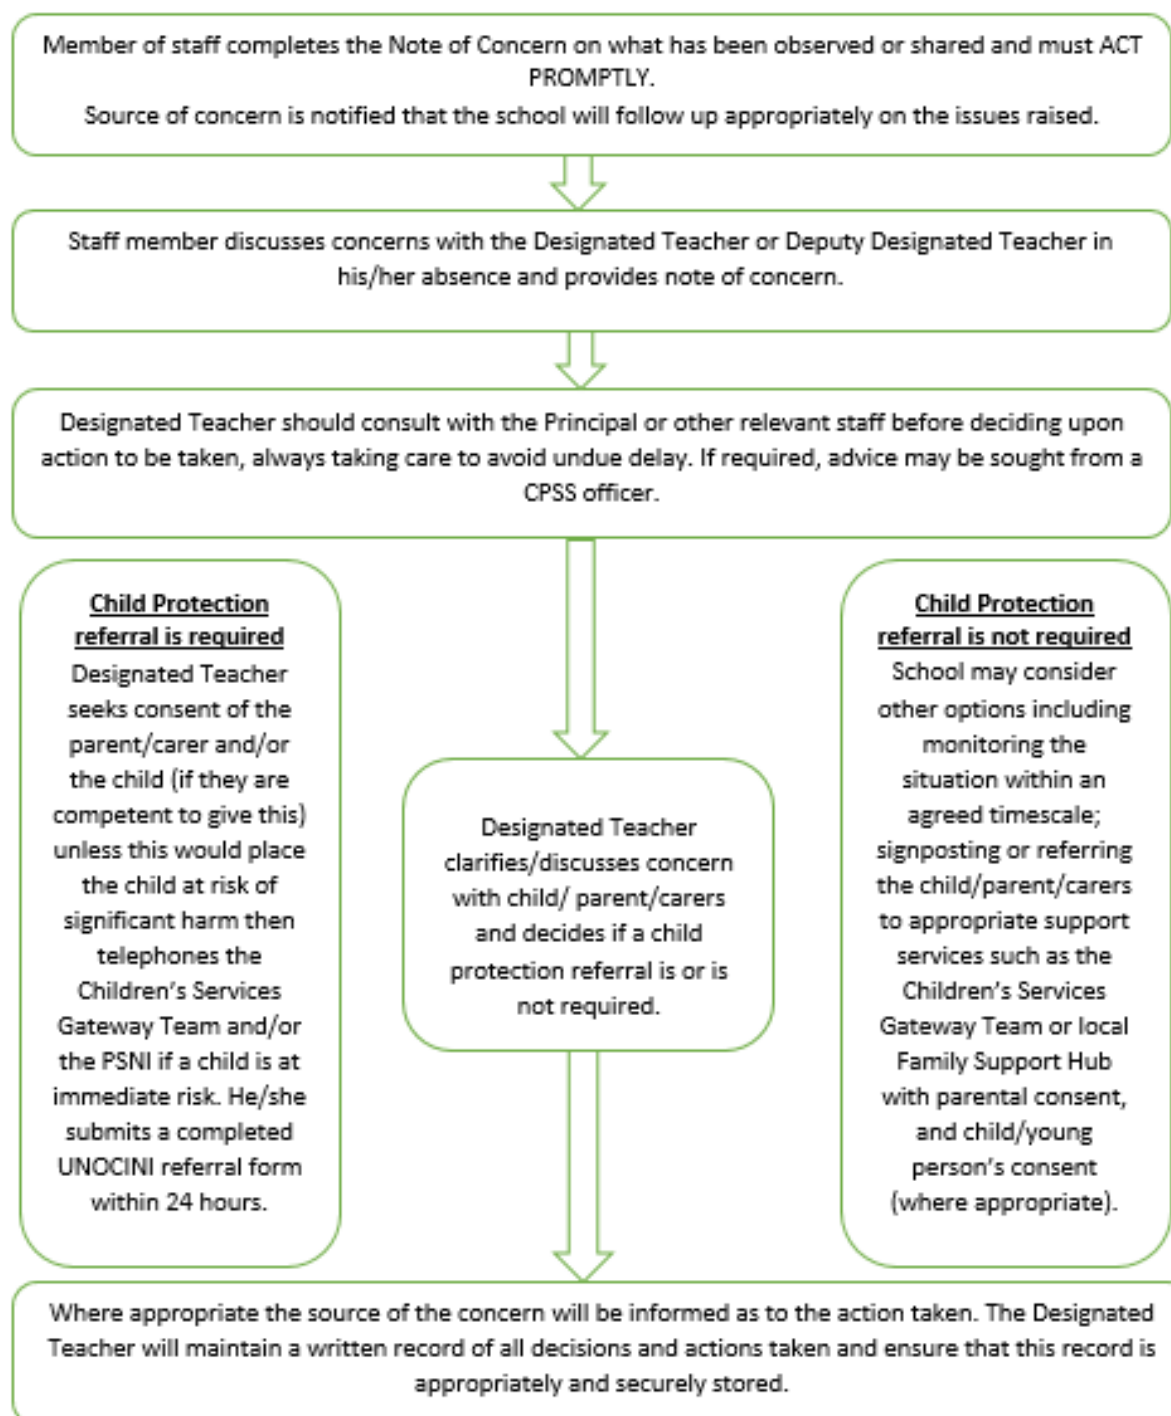 Member of staff completes the Note of Concern on what has been observed or shared and must ACT
PROMPTLY.
Source of concern is notified that the school will follow up appropriately on the issues raised.
Staff member discusses concerns with the Designated Teacher or Deputy Designated Teacher in
his/her absence and provides note of concern.
Designated Teacher should consult with the Principal or other relevant staff before deciding upon
action to be taken, always taking care to avoid undue delay. If required, advice may be sought from a
CPSS officer.
Child Protection
referral is required
Designated Teacher
seeks consent of the
parent/carer and/or
the child (if they are
competent to give this)
unless this would place
the child at risk of
significant harm then
telephones the
Children's Services
Gateway Team and/or
the PSNI if a child is at
immediate risk. He/she
submits a completed
UNOCINI referral form
within 24 hours.
Designated Teacher
clarifies/discusses concern
with child/ parent/carers
and decides if a child
protection referral is or is
not required.
Child Protection
referral is not required
School may consider
other options including
monitoring the
situation within an
agreed timescale;
signposting or referring
the child/parent/carers
to appropriate support
services such as the
Children's Services
Gateway Team or local
Family Support Hub
with parental consent,
and child/young
person's consent
(where appropriate).
Where appropriate the source of the concern will be informed as to the action taken. The Designated
Teacher will maintain a written record of all decisions and actions taken and ensure that this record is
appropriately and securely stored.